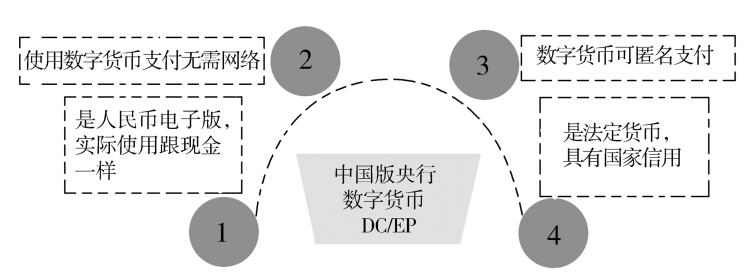 使用数字货币支付无需网络
2
3
数字货币可匿名支付
是人民币电子版，
实际使用跟现金
一样
是法定货币，
具有国家信用
中国版央行
数字货币
DC/EP
1
4